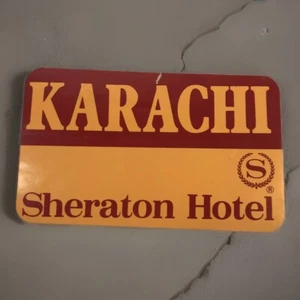 KARACHI
S
®
Sheraton Hotel